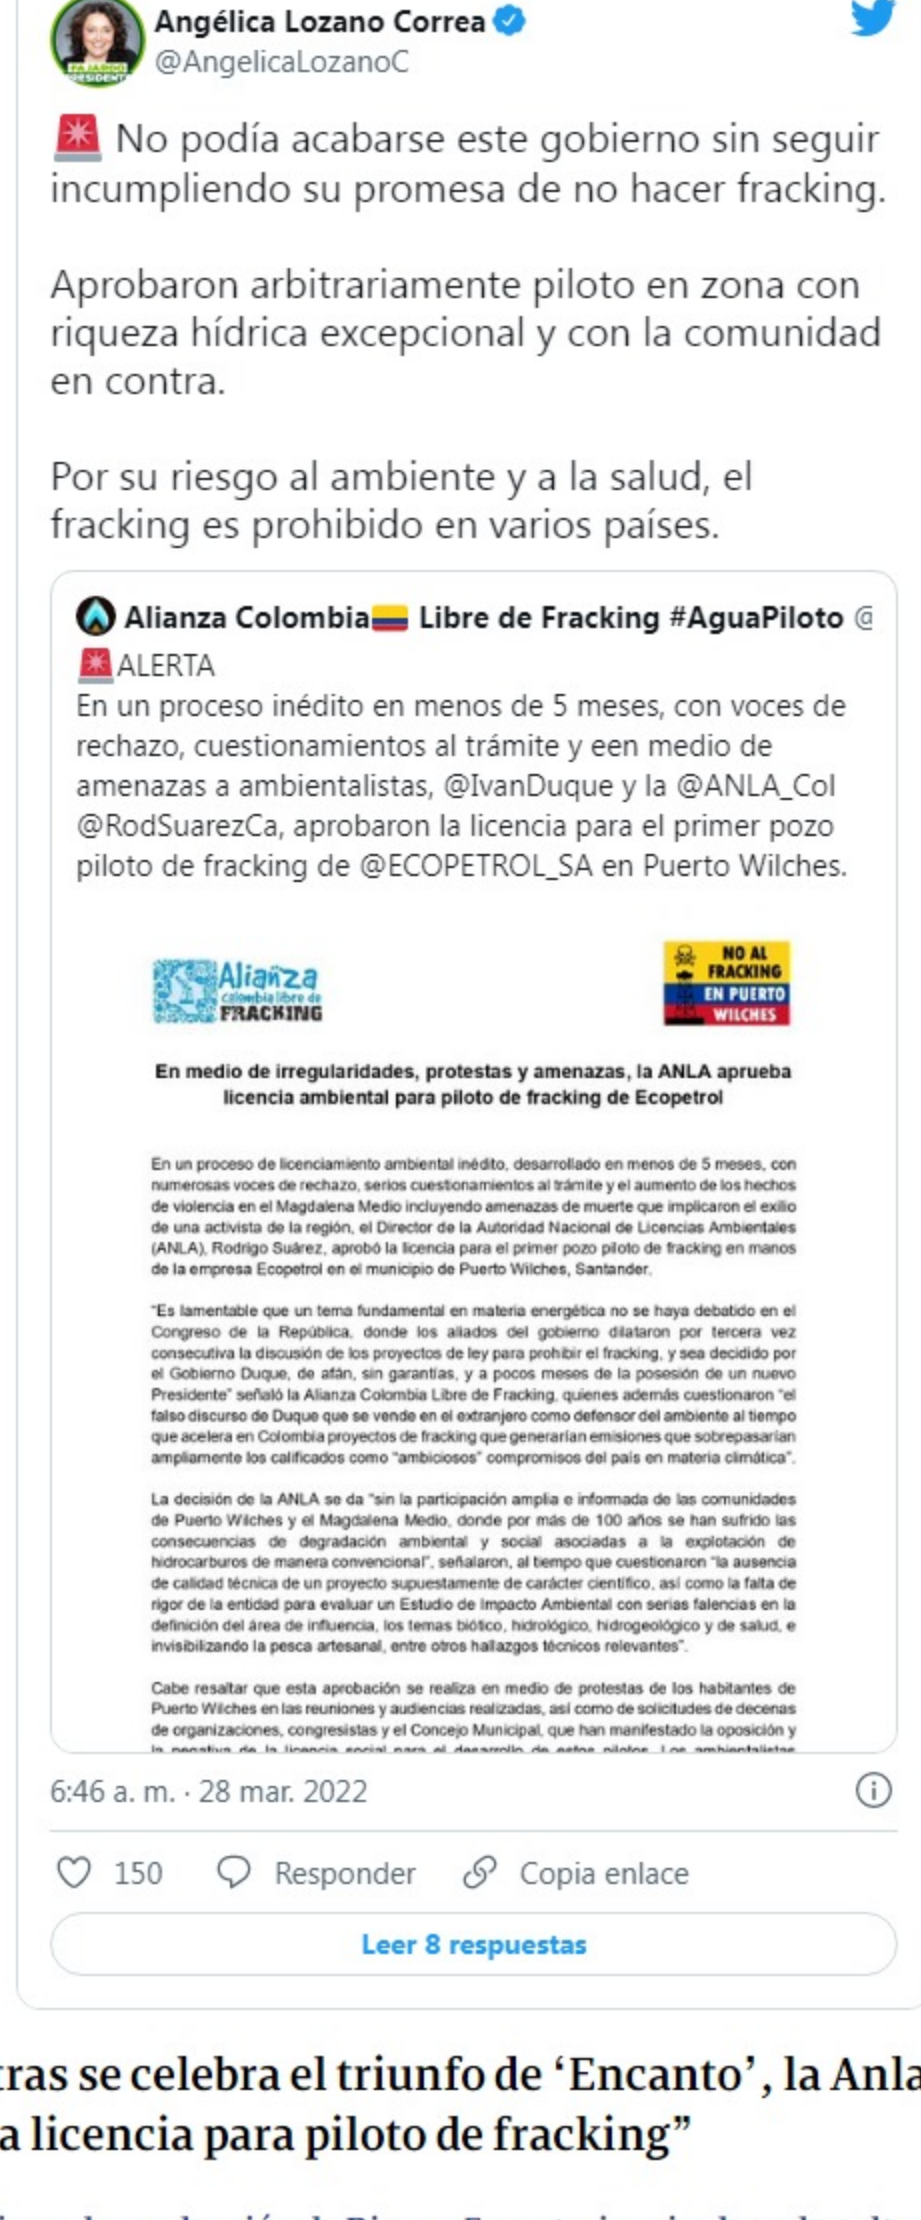 Angélica Lozano Correa
@AngelicaLozanoC
FAJARDO
PRESIDENTE
No podía acabarse este gobierno sin seguir
incumpliendo su promesa de no hacer fracking.
Aprobaron arbitrariamente piloto en zona con
riqueza hídrica excepcional y con la comunidad
en contra.
Por su riesgo al ambiente y a la salud, el
fracking es prohibido en varios países.
Alianza Colombia Libre de Fracking #AguaPiloto @
ALERTA
En un proceso inédito en menos de 5 meses, con voces de
rechazo, cuestionamientos al trámite y een medio de
amenazas a ambientalistas, @IvanDuque y la @ANLA_Col
@RodSuarezCa, aprobaron la licencia para el primer pozo
piloto de fracking de @ECOPETROL_SA en Puerto Wilches.
Alianza
colombia libre de
FRACKING
NO AL
FRACKING
EN PUERTO
WILCHES
En medio de irregularidades, protestas y amenazas, la ANLA aprueba
licencia ambiental para piloto de fracking de Ecopetrol
En un proceso de licenciamiento ambiental inédito, desarrollado en menos de 5 meses, con
numerosas voces de rechazo, serios cuestionamientos al trámite y el aumento de los hechos
de violencia en el Magdalena Medio incluyendo amenazas de muerte que implicaron el exilio
de una activista de la región, el Director de la Autoridad Nacional de Licencias Ambientales
(ANLA), Rodrigo Suárez, aprobó la licencia para el primer pozo piloto de fracking en manos
de la empresa Ecopetrol en el municipio de Puerto Wilches, Santander.
"Es lamentable que un tema fundamental en materia energética no se haya debatido en el
Congreso de la República, donde los aliados del gobierno dilataron por tercera vez
consecutiva la discusión de los proyectos de ley para prohibir el fracking, y sea decidido por
el Gobierno Duque, de afán, sin garantías, y a pocos meses de la posesión de un nuevo
Presidente" señaló la Alianza Colombia Libre de Fracking, quienes además cuestionaron "el
falso discurso de Duque que se vende en el extranjero como defensor del ambiente al tiempo
que acelera en Colombia proyectos de fracking que generarían emisiones que sobrepasarían
ampliamente los calificados como "ambiciosos" compromisos del país en materia climática".
La decisión de la ANLA se da "sin la participación amplia e informada de las comunidades
de Puerto Wilches y el Magdalena Medio, donde por más de 100 años se han sufrido las
consecuencias de degradación ambiental y social asociadas a la explotación de
hidrocarburos de manera convencional", señalaron, al tiempo que cuestionaron "la ausencia
de calidad técnica de un proyecto supuestamente de carácter científico, así como la falta de
rigor de la entidad para evaluar un Estudio de Impacto Ambiental con serias falencias en la
definición del área de influencia, los temas biótico, hidrológico, hidrogeológico y de salud, e
invisibilizando la pesca artesanal, entre otros hallazgos técnicos relevantes".
Cabe resaltar que esta aprobación se realiza en medio de protestas de los habitantes de
Puerto Wilches en las reuniones y audiencias realizadas, así como de solicitudes de decenas
de organizaciones, congresistas y el Concejo Municipal, que han manifestado la oposición y
la negativa de la licencia social para el desarrollo de estos pilotos. Los ambientalistas
6:46 a. m. · 28 mar. 2022
150 Responder Copia enlace
Leer 8 respuestas
tras se celebra el triunfo de ‘Encanto’, la Anla
a licencia para piloto de fracking”